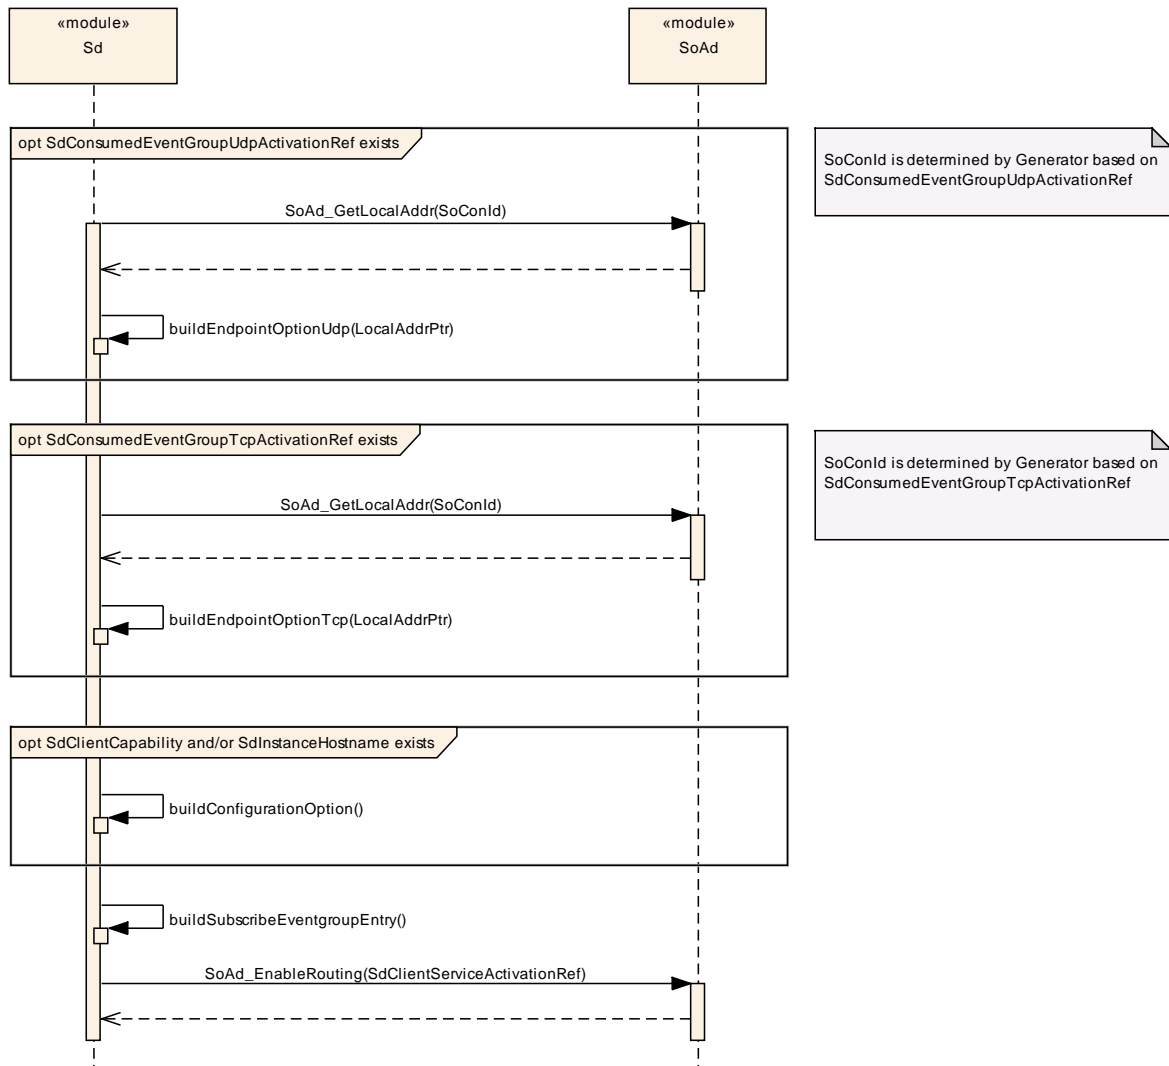 «module»
Sd
«module»
SoAd
opt SdConsumedEventGroupUdpActivationRef exists
SoConId is determined by Generator based on
SdConsumedEventGroupUdpActivationRef
SoAd_GetLocalAddr(SoConId)
buildEndpointOptionUdp(LocalAddrPtr)
opt SdConsumedEventGroupTcpActivationRef exists
SoConId is determined by Generator based on
SdConsumedEventGroupTcpActivationRef
SoAd_GetLocalAddr(SoConId)
buildEndpointOptionTcp(LocalAddrPtr)
opt SdClientCapability and/or SdInstanceHostname exists
buildConfigurationOption()
buildSubscribeEventgroupEntry()
SoAd_EnableRouting(SdClientServiceActivationRef)